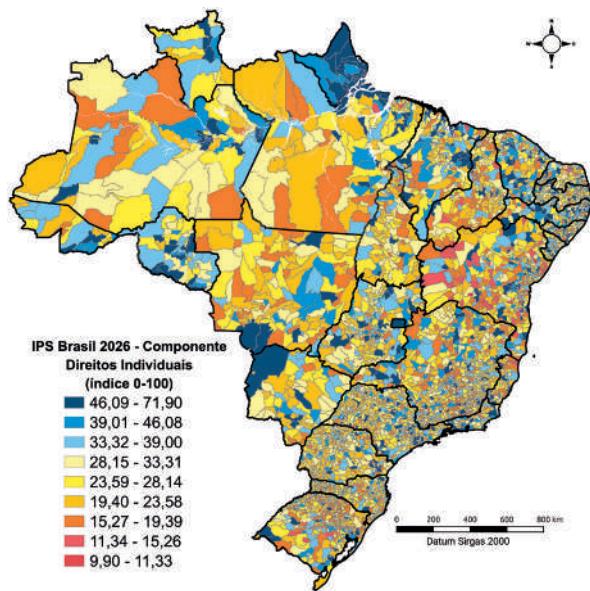 IPS Brasil 2026 - Componente
Direitos Individuais
(índice 0-100)
46,09 - 71,90
39,01 - 46,08
33,32 - 39,00
28,15 - 33,31
23,59 - 28,14
19,40 - 23,58
15,27 - 19,39
11,34 - 15,26
9,90 - 11,33
0 200 400 600 800 km
Datum Sirgas 2000